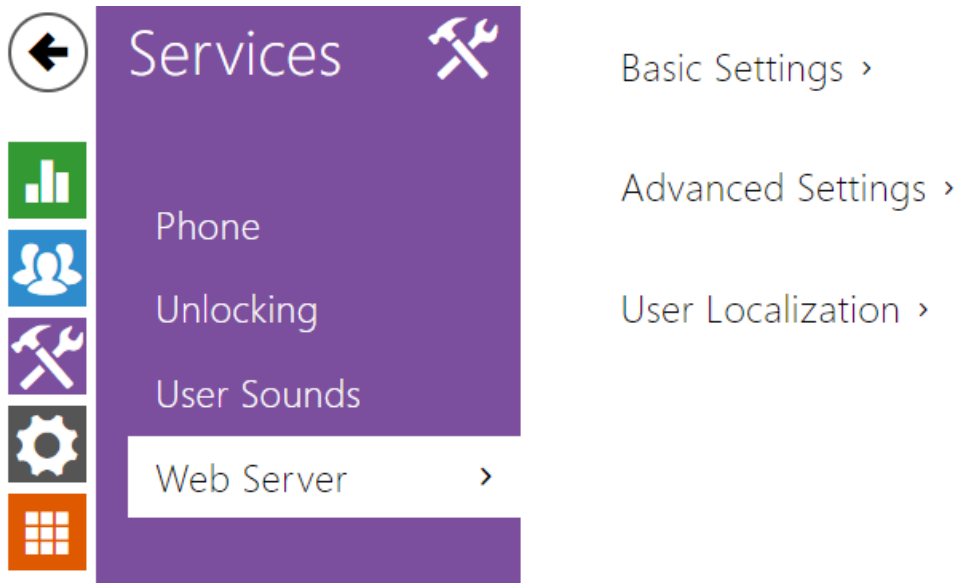 Services
Phone
Unlocking
User Sounds
Web Server ›
Basic Settings ›
Advanced Settings ›
User Localization ›